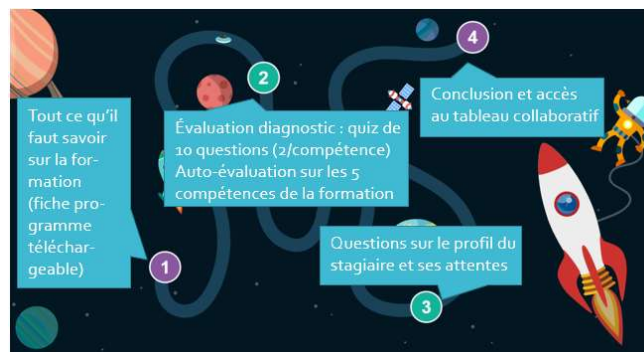 Tout ce qu'il
faut savoir
sur la for-
mation
(fiche pro-
gramme
téléchar-
geable)
1
2
Évaluation diagnostic : quiz de
10 questions (2/compétence)
Auto-évaluation sur les 5
compétences de la formation
Questions sur le profil du
stagiaire et ses attentes
3
4
Conclusion et accès
au tableau collaboratif